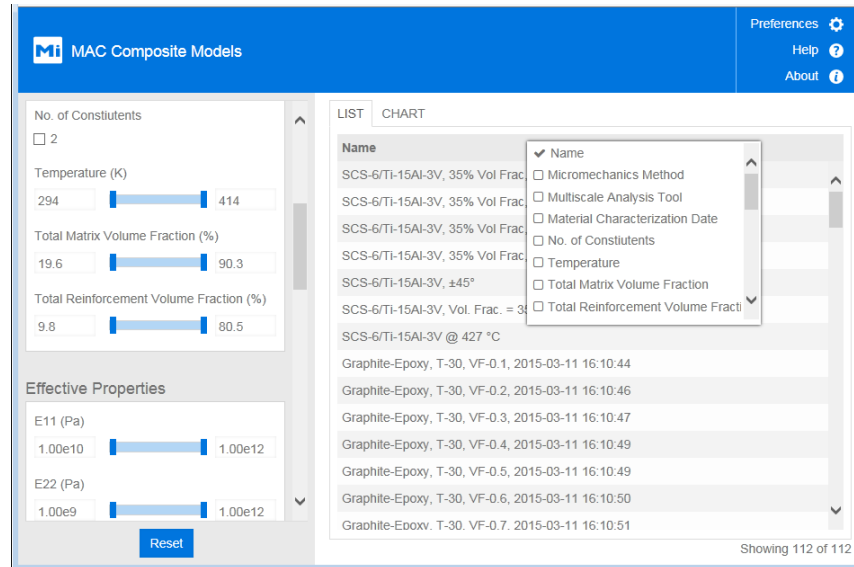 Preferences
Help
About
Mi MAC Composite Models
No. of Constiutents
2
Temperature (K)
294 414
Total Matrix Volume Fraction (%)
19.6 90.3
Total Reinforcement Volume Fraction (%)
9.8 80.5
Effective Properties
E11 (Pa)
1.00e10 1.00e12
E22 (Pa)
1.00e9 1.00e12
Reset
LIST CHART
Name
SCS-6/Ti-15Al-3V, 35% Vol Frac,
SCS-6/Ti-15Al-3V, 35% Vol Frac,
SCS-6/Ti-15Al-3V, 35% Vol Frac,
SCS-6/Ti-15Al-3V, 35% Vol Frac,
SCS-6/Ti-15Al-3V, ±45°
SCS-6/Ti-15Al-3V, Vol. Frac. = 35
SCS-6/Ti-15Al-3V @ 427 °C
Graphite-Epoxy, T-30, VF-0.1, 2015-03-11 16:10:44
Graphite-Epoxy, T-30, VF-0.2, 2015-03-11 16:10:46
Graphite-Epoxy, T-30, VF-0.3, 2015-03-11 16:10:47
Graphite-Epoxy, T-30, VF-0.4, 2015-03-11 16:10:49
Graphite-Epoxy, T-30, VF-0.5, 2015-03-11 16:10:49
Graphite-Epoxy, T-30, VF-0.6, 2015-03-11 16:10:50
Graphite-Epoxy, T-30, VF-0.7, 2015-03-11 16:10:51
Name
Micromechanics Method
Multiscale Analysis Tool
Material Characterization Date
No. of Constiutents
Temperature
Total Matrix Volume Fraction
Total Reinforcement Volume Fracti
Showing 112 of 112